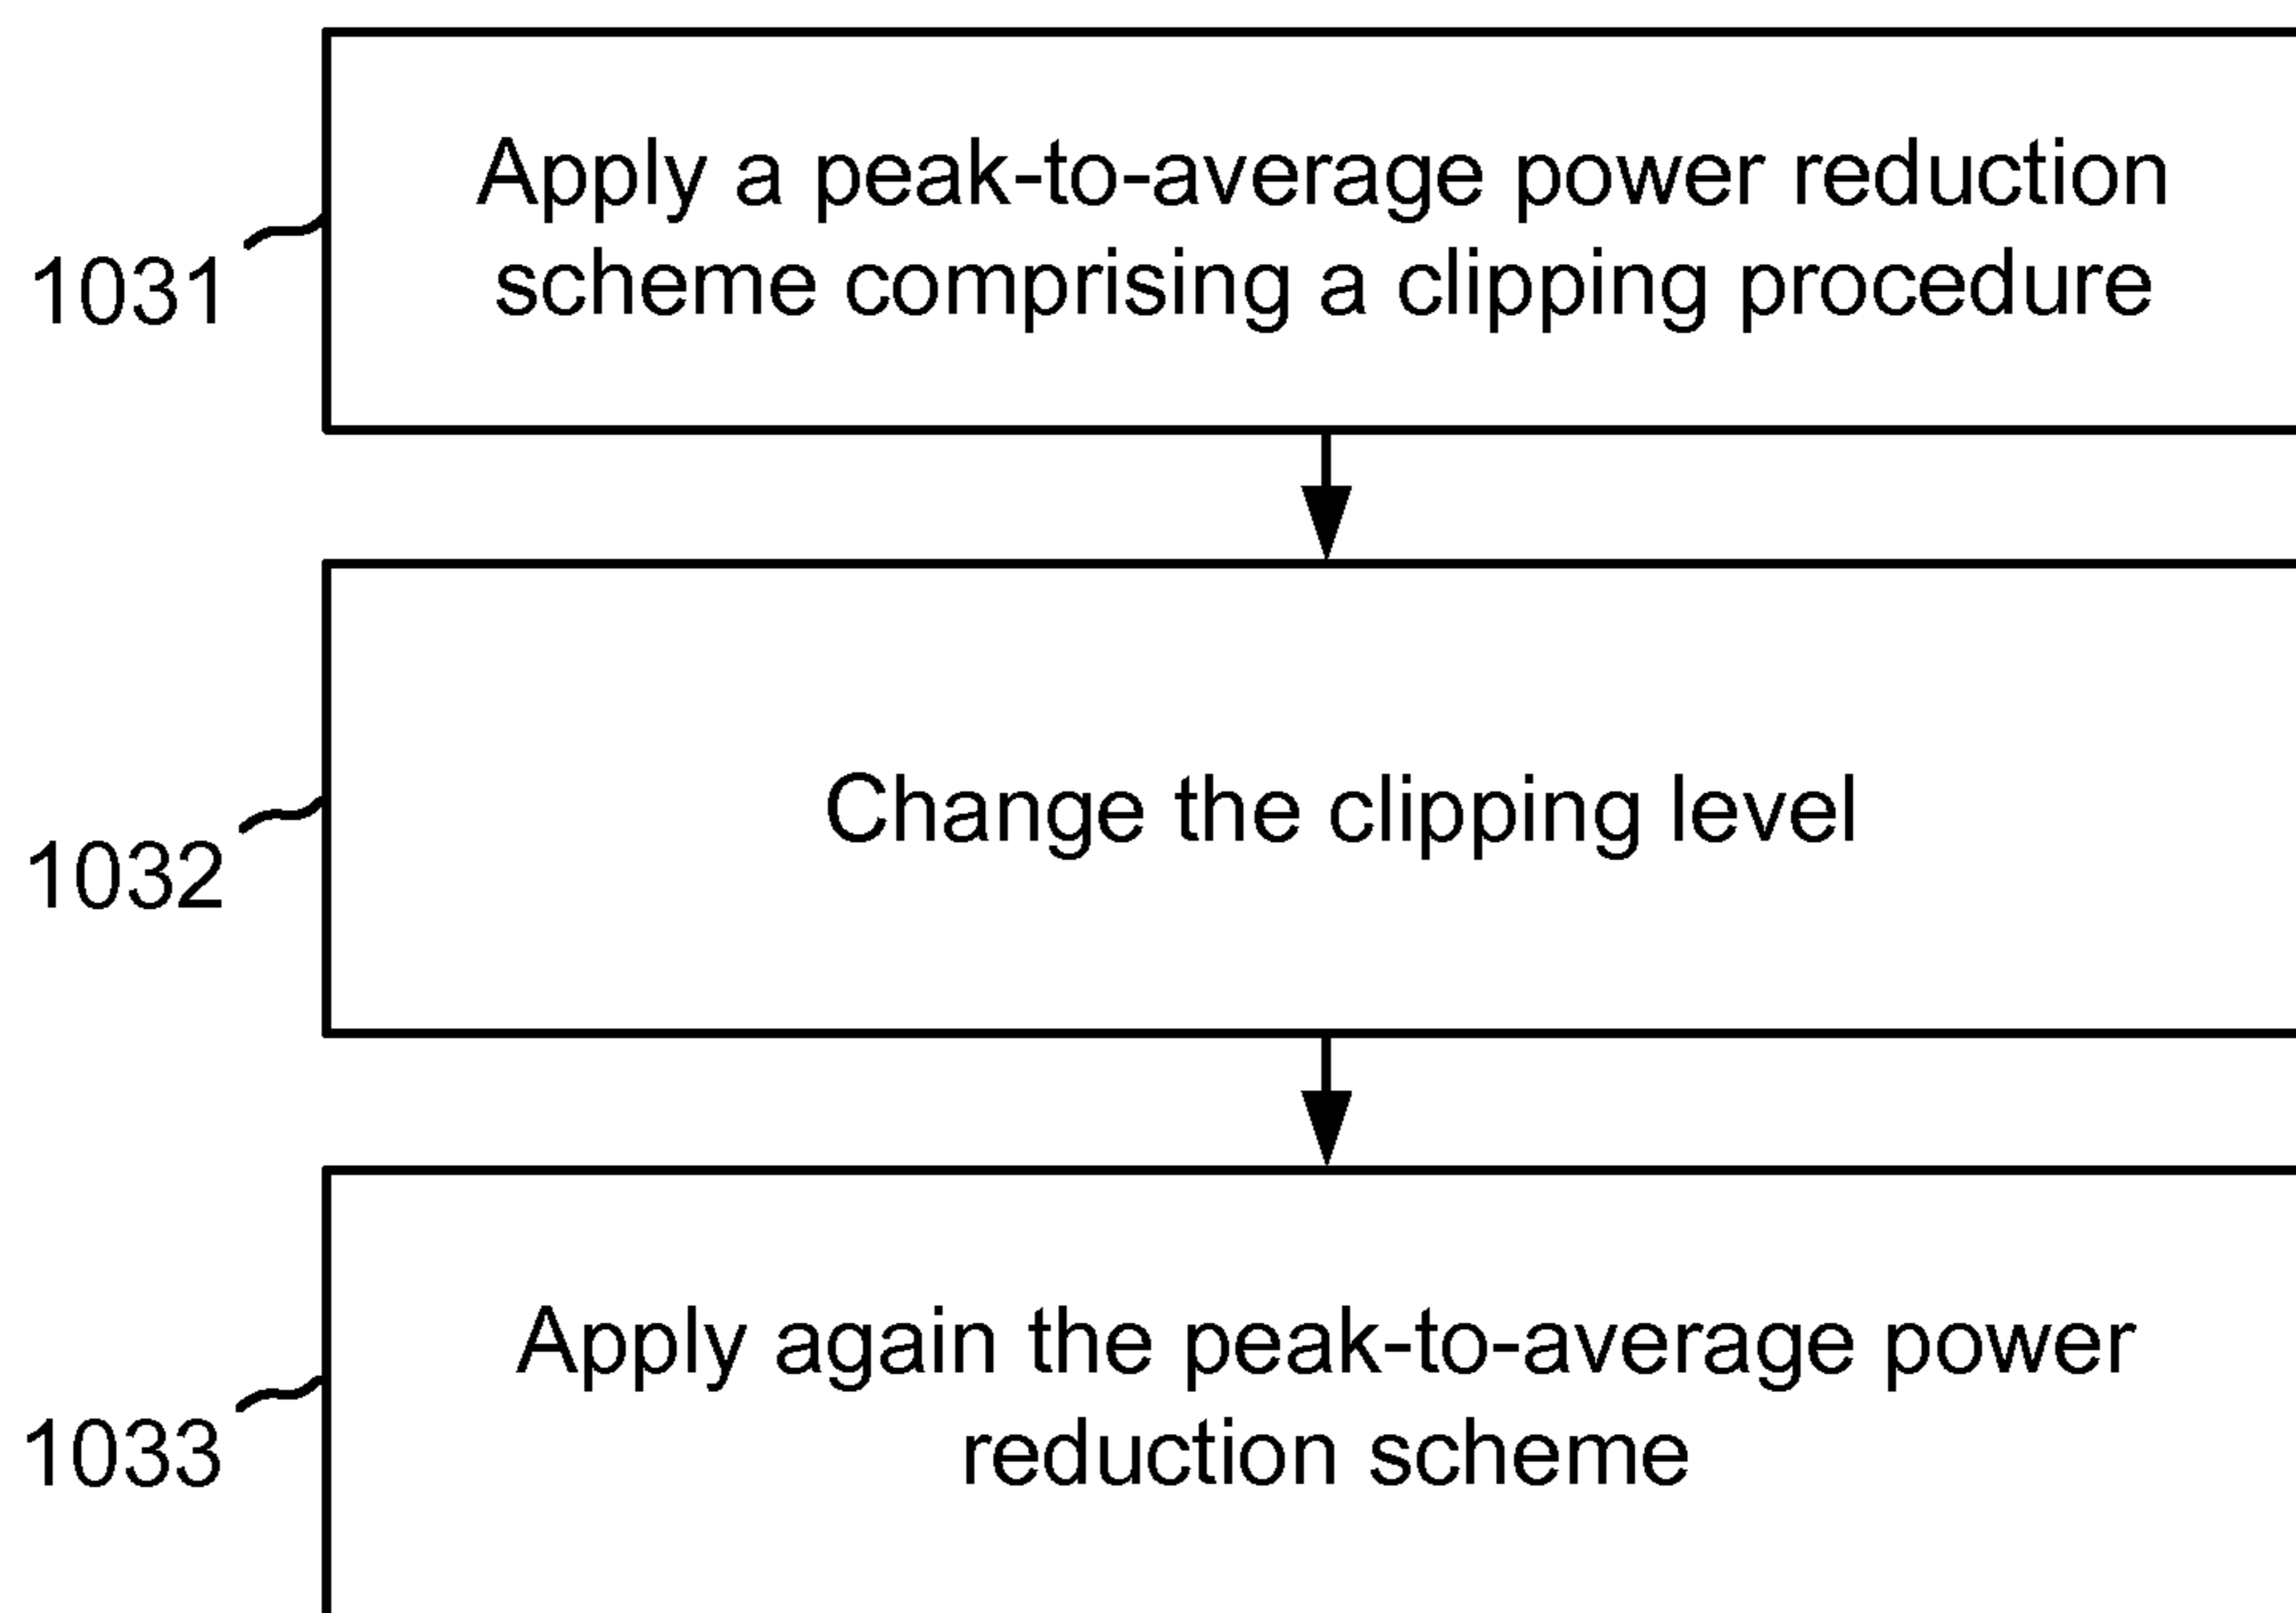 Apply a peak-to-average power reduction
scheme comprising a clipping procedure
1031
Change the clipping level
1032
Apply again the peak-to-average power
reduction scheme
1033